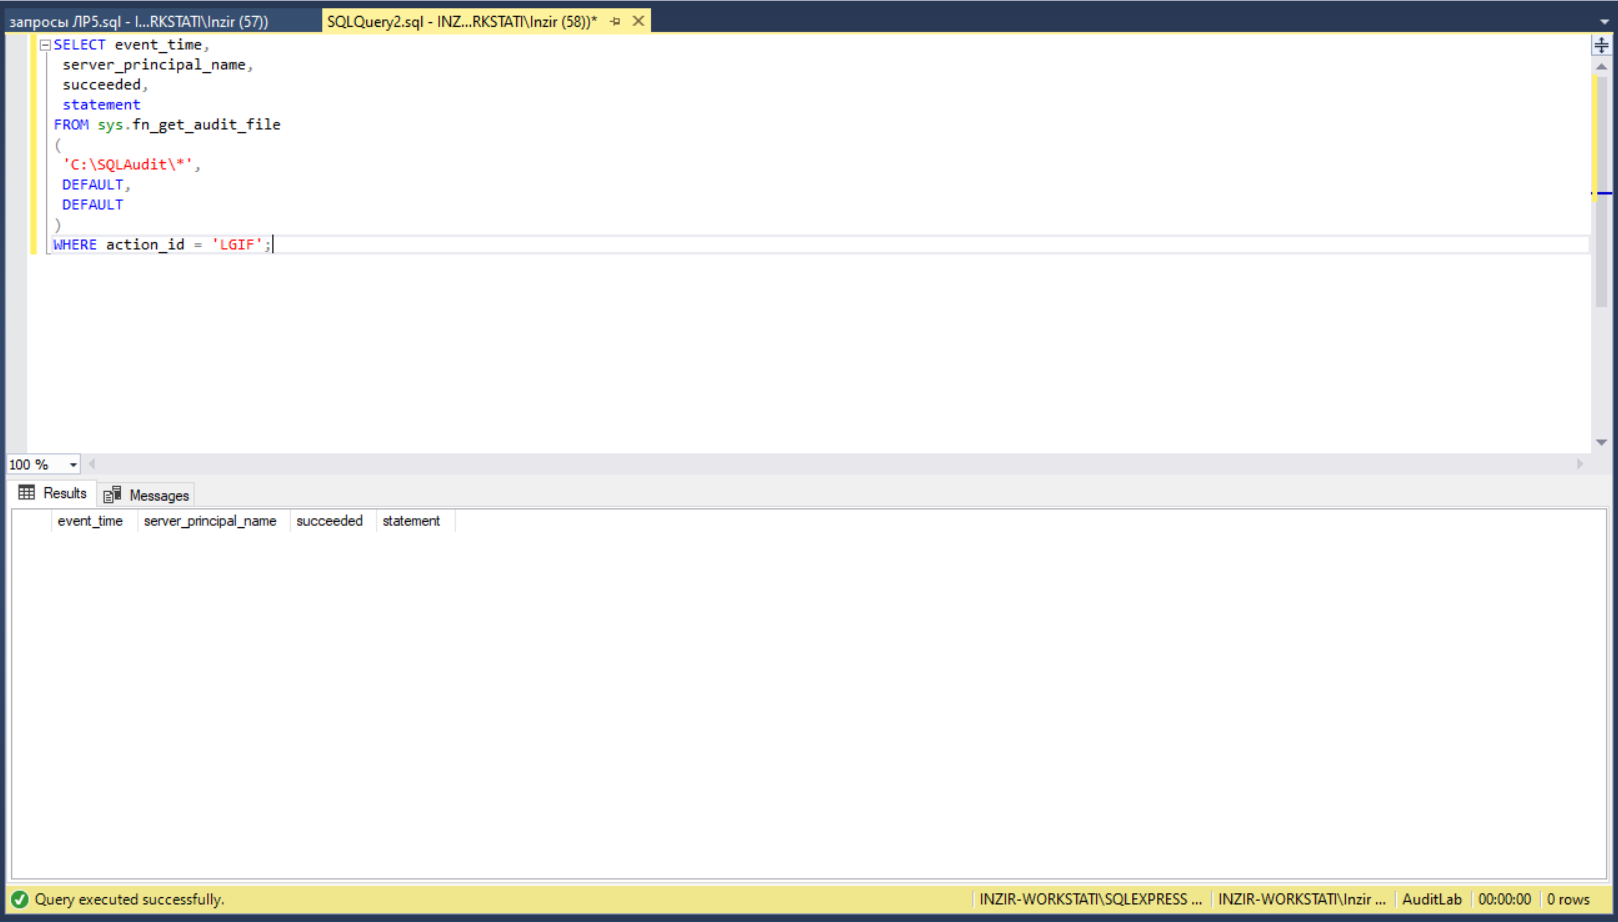 запросы ЛР5.sql - I...RKSTATI\Inzir (57))
SQLQuery2.sql - INZ...RKSTATI\Inzir (58))*
SELECT event_time,
server_principal_name,
succeeded,
statement
FROM sys.fn_get_audit_file
(
'C:\SQLAudit\*',
DEFAULT,
DEFAULT
)
WHERE action_id = 'LGIF';
100 %
Results
Messages
event_time server_principal_name succeeded statement
Query executed successfully.
INZIR-WORKSTATI\SQLEXPRESS ... INZIR-WORKSTATI\Inzir ... AuditLab 00:00:00 0 rows